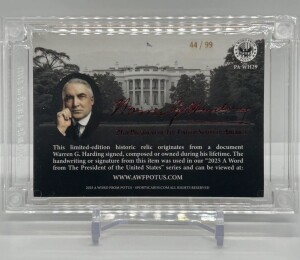 44 / 99
PA-WH29
This limited-edition historic relic originates from a document
Warren G. Harding signed, composed or owned during his lifetime. The
handwriting or signature from this item was used in our "2025 A Word
from The President of the United States" series and can be viewed at:
WWW.AWFPOTUS.COM